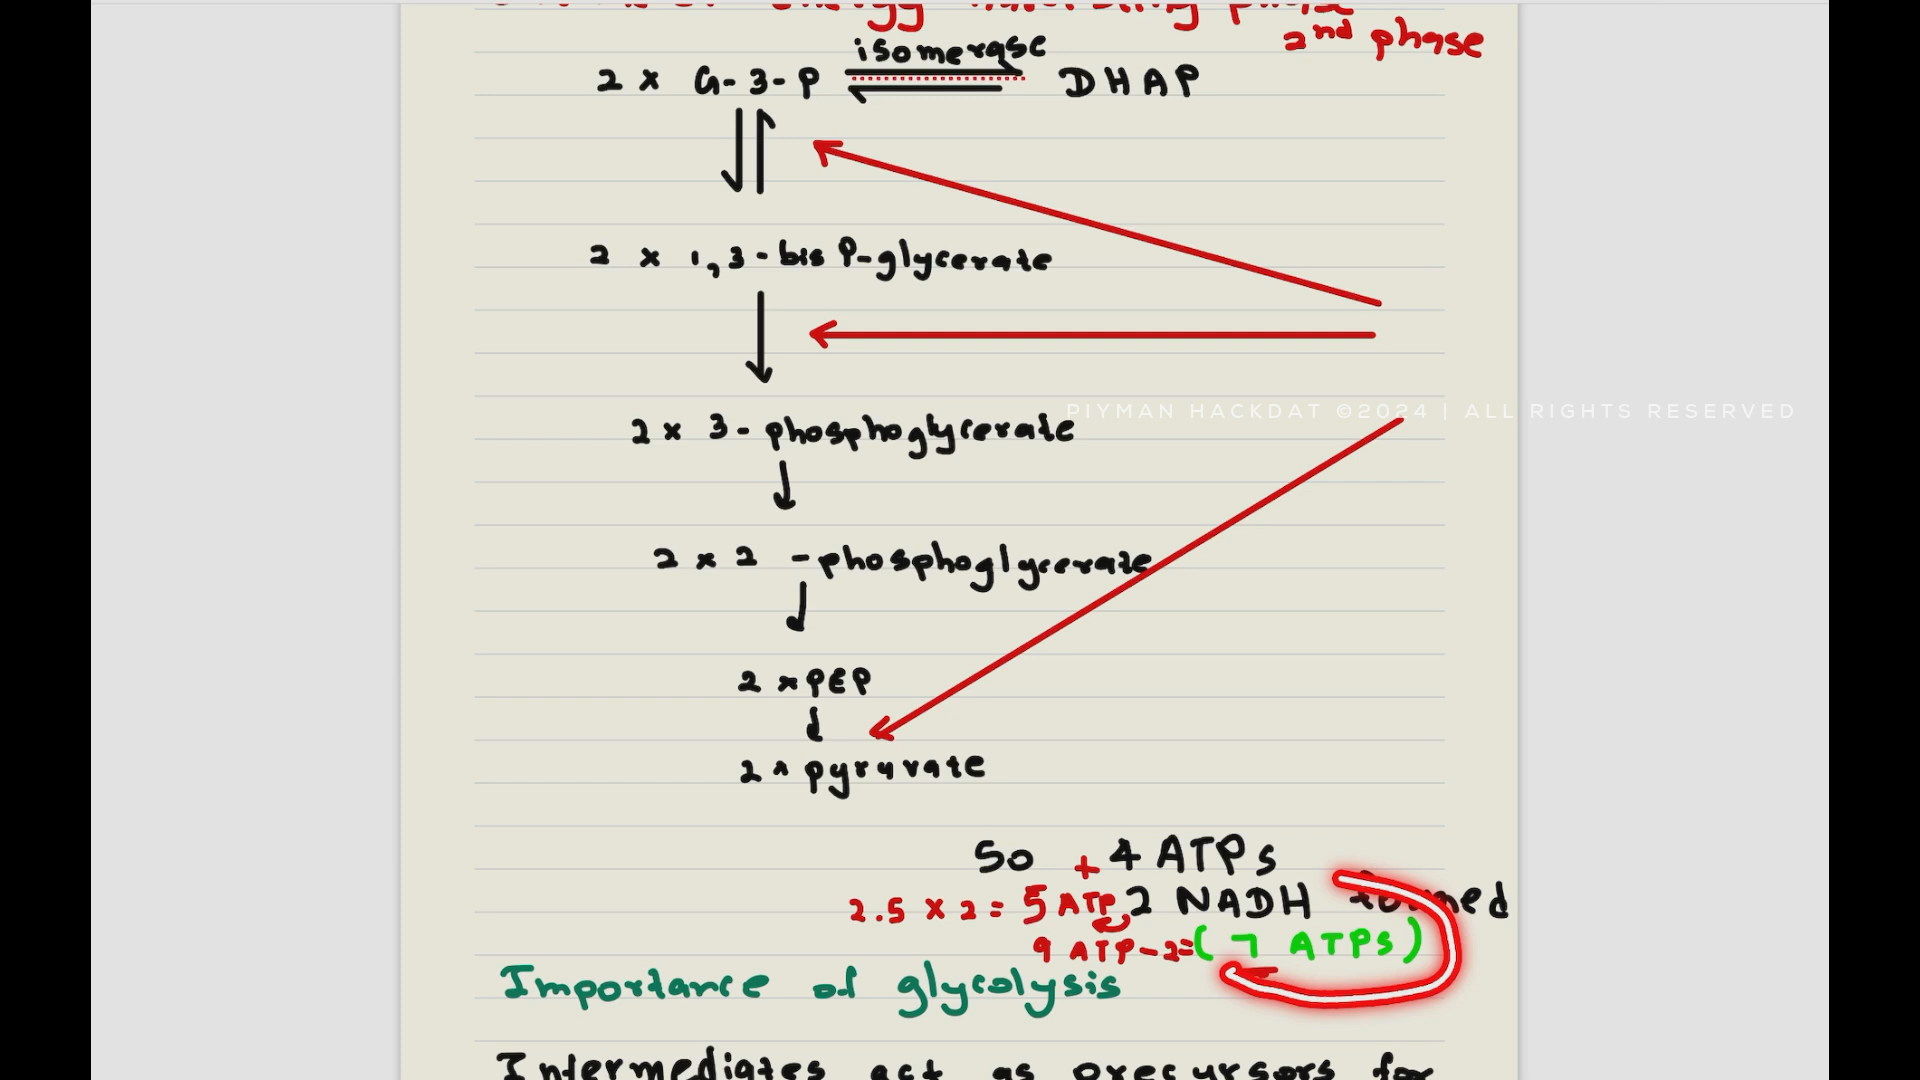 2nd phase
isomerase
2 x G-3-P DHAP
2 x 1,3-bis P-glycerate
PIYMAN HACKDAT ©2024 | ALL RIGHTS RESERVED
2 x 3-phosphoglycerate
2 x 2 -phosphoglycerate
2 x PEP
2 x pyruvate
So + 4 ATPs
2.5 x 2 = 5 ATP 2 NADH formed
9 ATP-2= (7 ATPs)
Importance of glycolysis
Intermediates act as precursors for